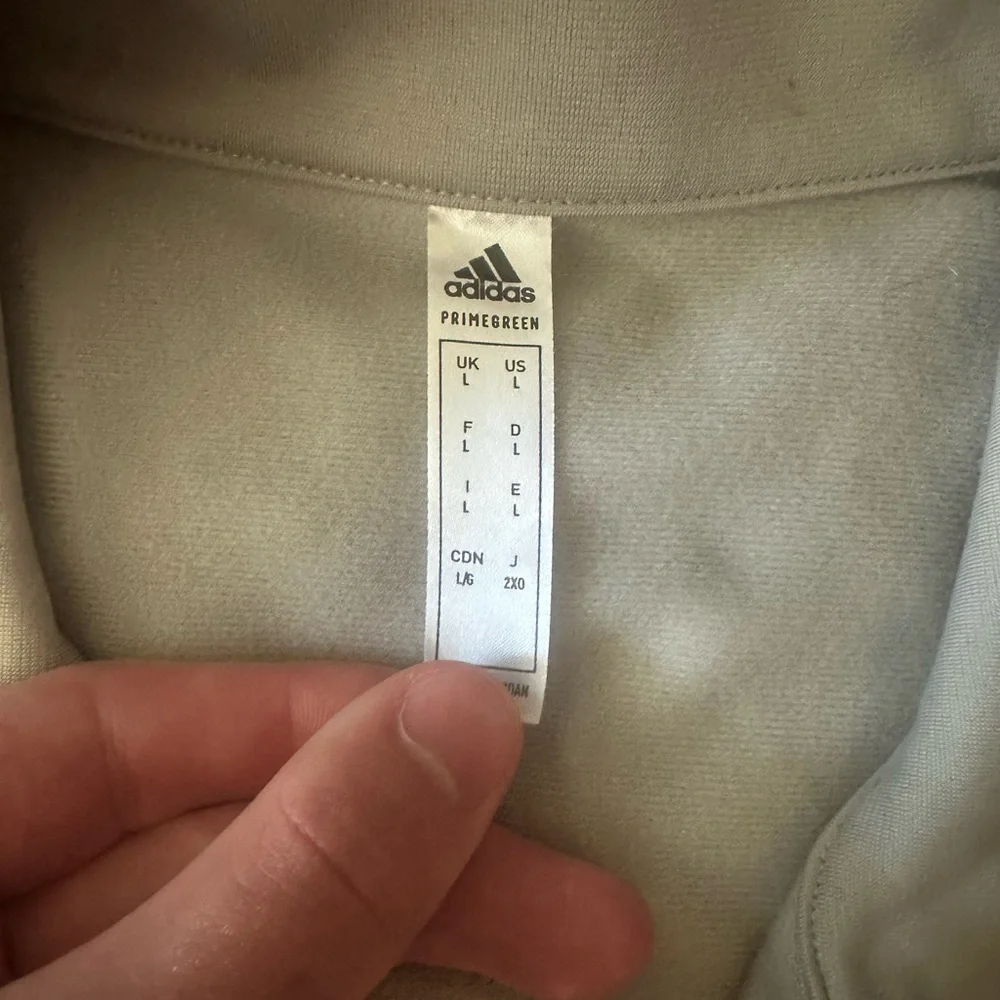 adidas
PRIMEGREEN
UK US
L L
F D
L L
I E
L L
CDN J
L/G 2XO